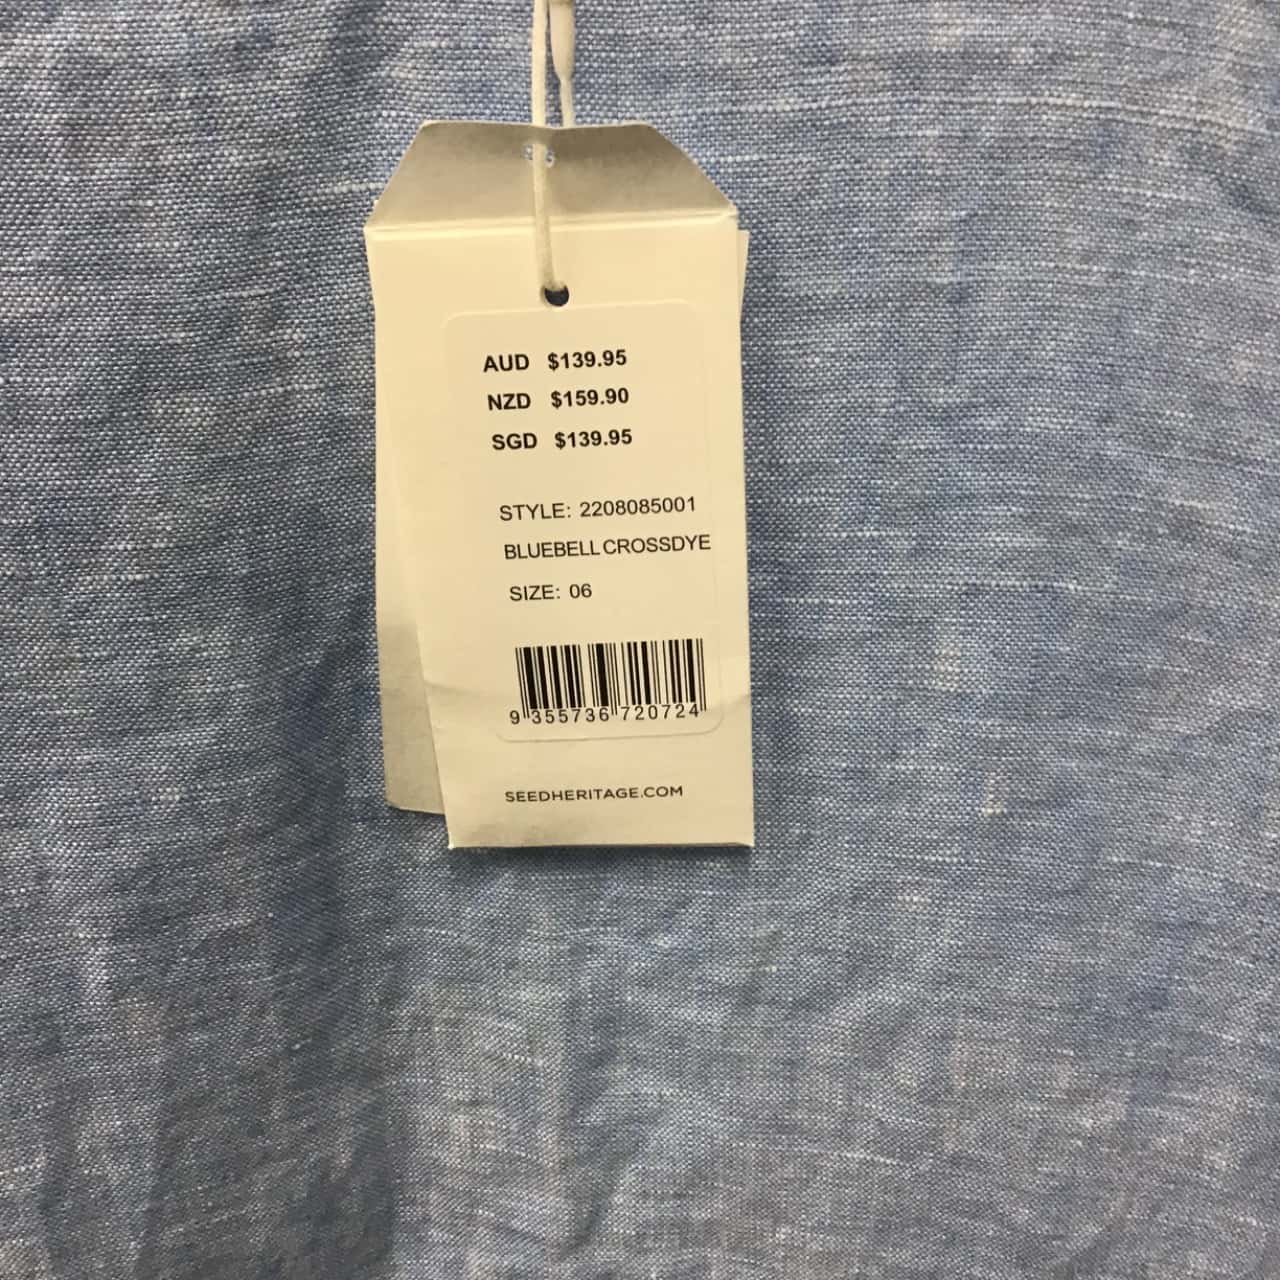 AUD $139.95
NZD $159.90
SGD $139.95
STYLE: 2208085001
BLUEBELL CROSSDYE
SIZE: 06
9 355736 720724
SEEDHERITAGE.COM